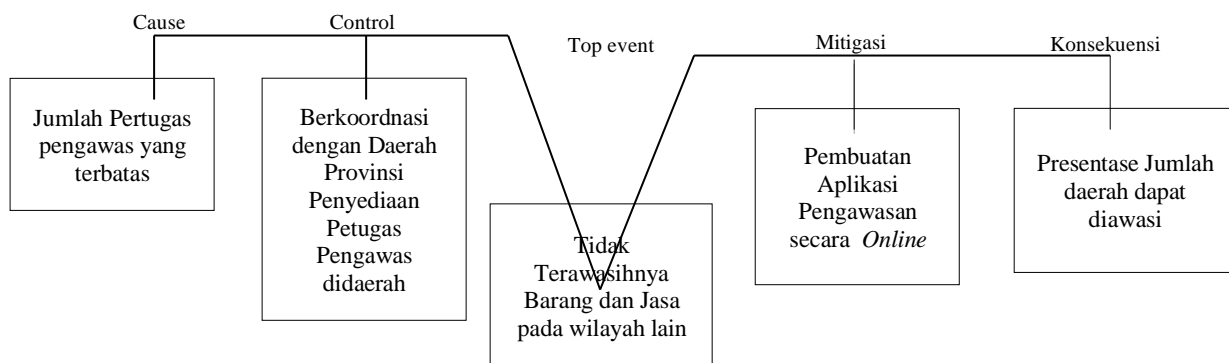 Cause
Control
Top event
Mitigasi
Konsekuensi
Jumlah Pertugas
pengawas yang
terbatas
Berkoordnasi
dengan Daerah
Provinsi
Penyediaan
Petugas
Pengawas
didaerah
Tidak
Terawasihnya
Barang dan Jasa
pada wilayah lain
Pembuatan
Aplikasi
Pengawasan
secara Online
Presentase Jumlah
daerah dapat
diawasi